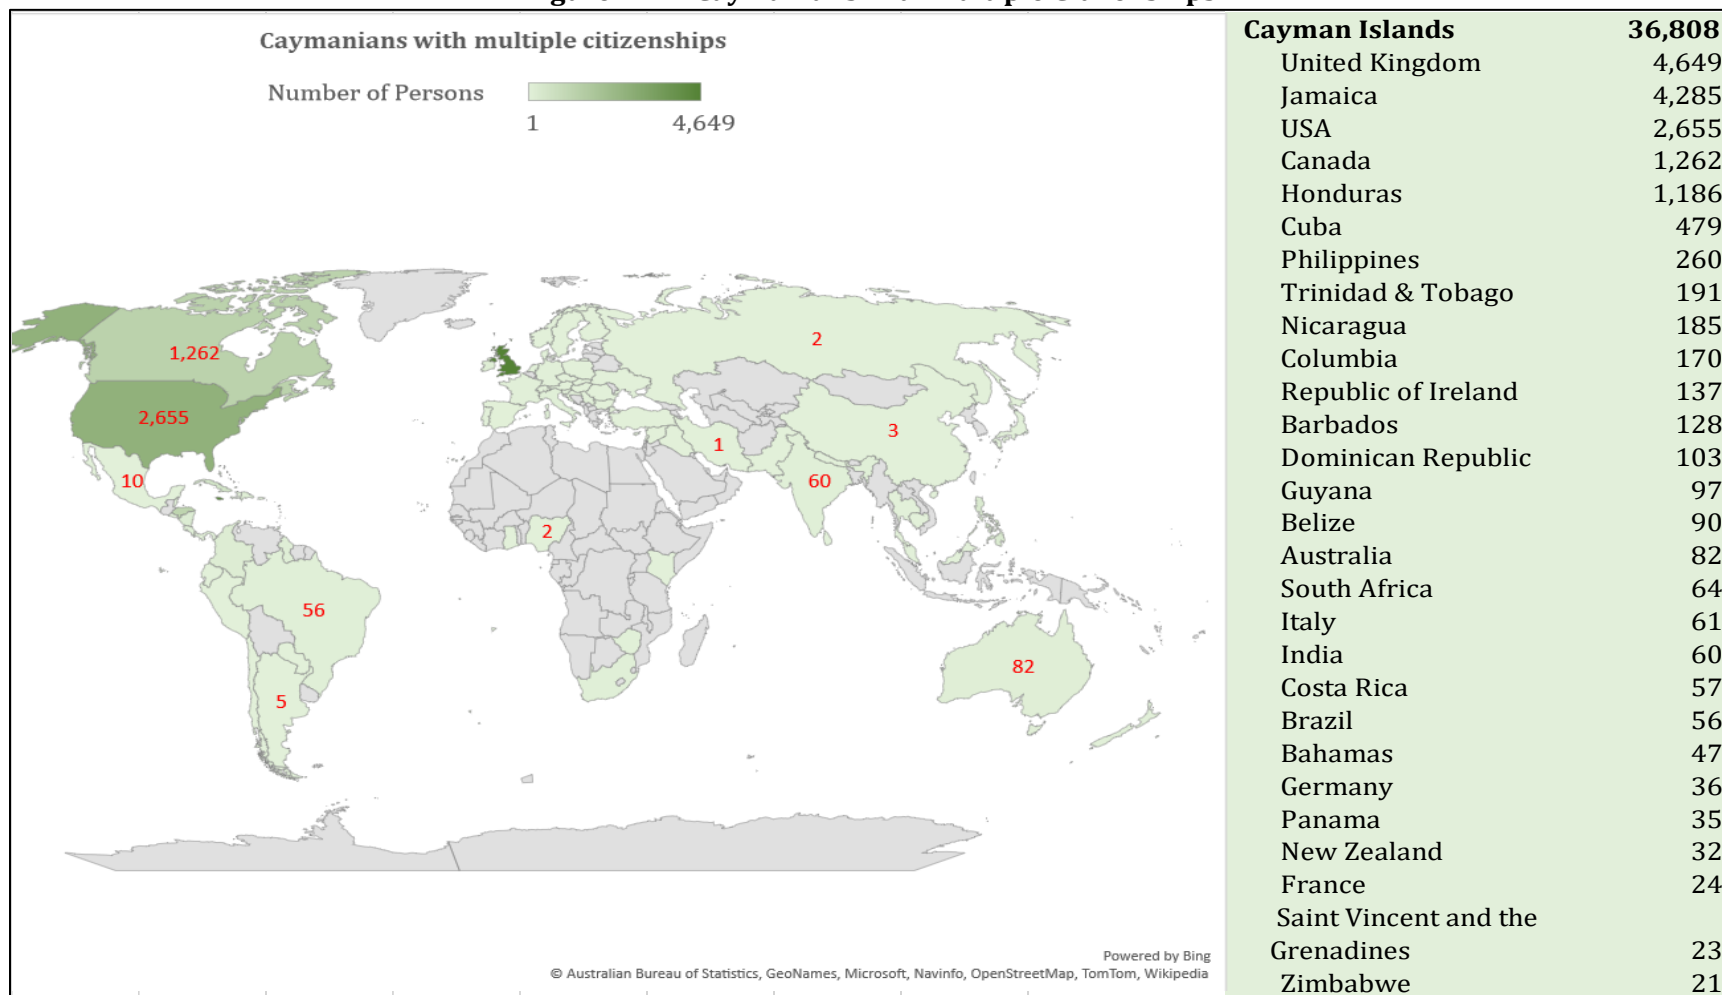 Caymanians with multiple citizenships
Number of Persons
1 4,649
1,262
2,655
10
56
5
2
2
1
3
60
82
Powered by Bing
© Australian Bureau of Statistics, GeoNames, Microsoft, Navinfo, OpenStreetMap, TomTom, Wikipedia
Cayman Islands 36,808
United Kingdom 4,649
Jamaica 4,285
USA 2,655
Canada 1,262
Honduras 1,186
Cuba 479
Philippines 260
Trinidad & Tobago 191
Nicaragua 185
Columbia 170
Republic of Ireland 137
Barbados 128
Dominican Republic 103
Guyana 97
Belize 90
Australia 82
South Africa 64
Italy 61
India 60
Costa Rica 57
Brazil 56
Bahamas 47
Germany 36
Panama 35
New Zealand 32
France 24
Saint Vincent and the
Grenadines 23
Zimbabwe 21